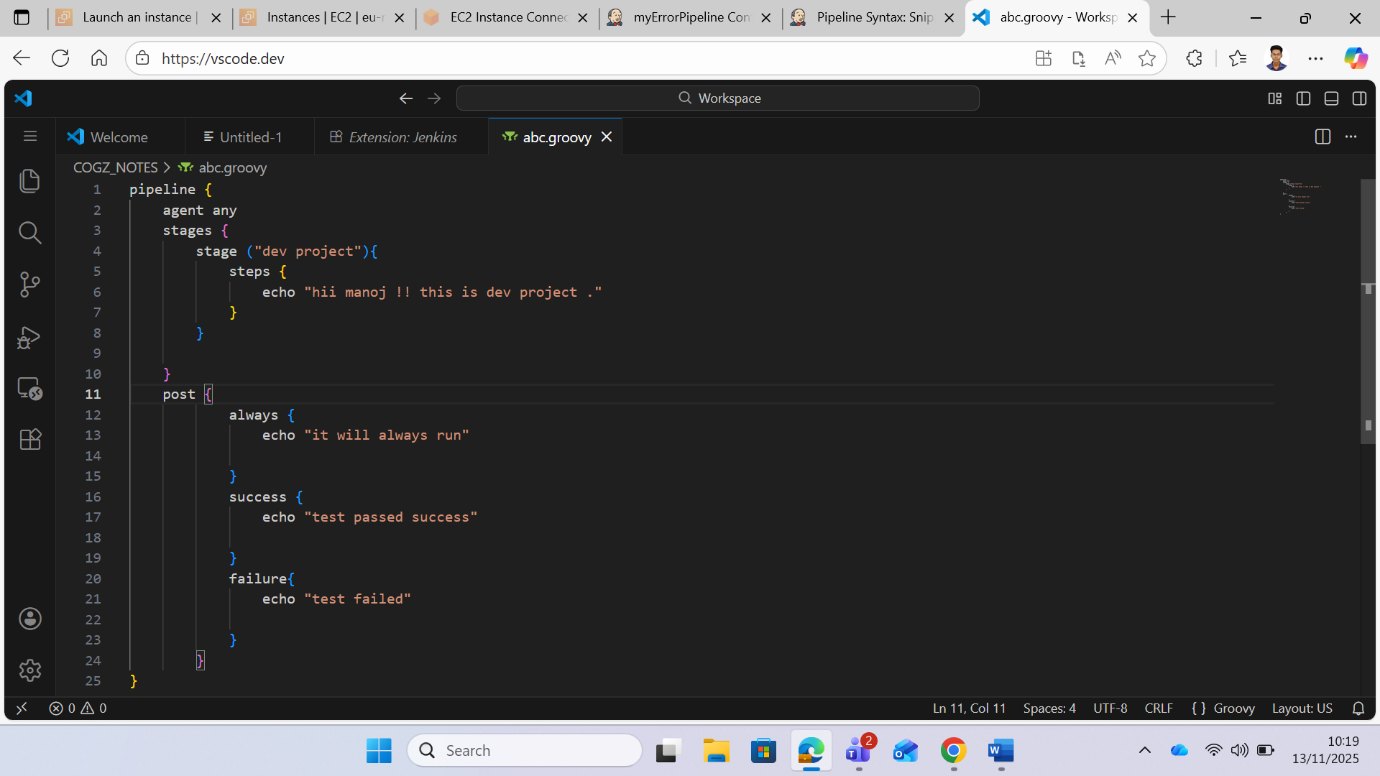 Launch an instance | Instances | EC2 | eu-n EC2 Instance Connec myErrorPipeline Con Pipeline Syntax: Snip abc.groovy - Worksp
https://vscode.dev
Workspace
Welcome Untitled-1 Extension: Jenkins abc.groovy
COGZ_NOTES > abc.groovy
1 pipeline {
2 agent any
3 stages {
4 stage ("dev project"){
5 steps {
6 echo "hii manoj !! this is dev project ."
7 }
8 }
9
10 }
11 post {
12 always {
13 echo "it will always run"
14
15 }
16 success {
17 echo "test passed success"
18
19 }
20 failure{
21 echo "test failed"
22
23 }
24 }
25 }
0 0 Ln 11, Col 11 Spaces: 4 UTF-8 CRLF { } Groovy Layout: US
Search 2 10:19
13/11/2025